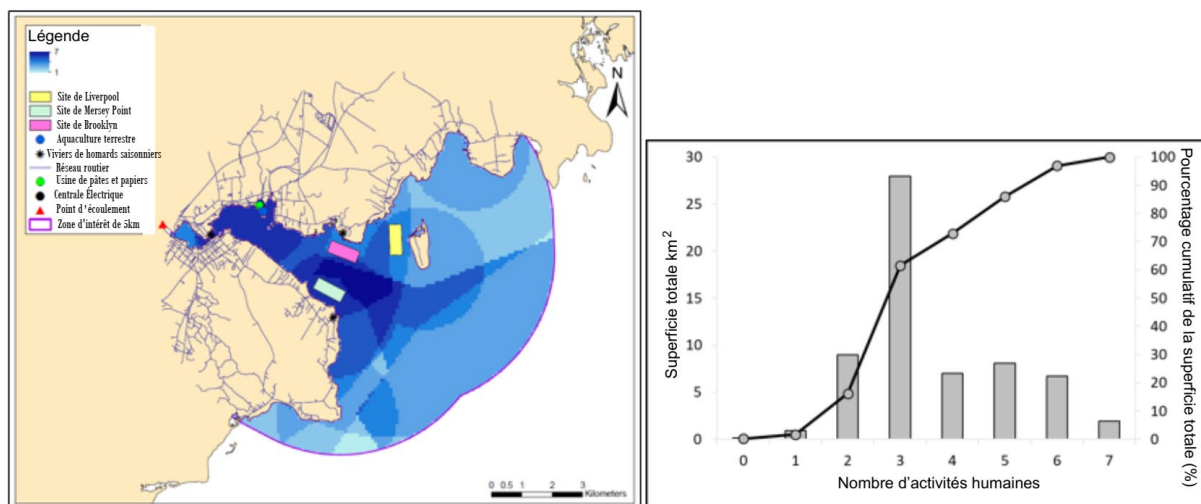 Légende
7
1
Site de Liverpool
Site de Mersey Point
Site de Brooklyn
Aquaculture terrestre
Viviers de homards saisonniers
Réseau routier
Usine de pâtes et papiers
Centrale Électrique
Point d'écoulement
Zone d'intérêt de 5km
N
0 0.5 1 2 3
Kilometers
Superficie totale km²
30
25
20
15
10
5
0
0 1 2 3 4 5 6 7
Nombre d'activités humaines
100
90
80
70
60
50
40
30
20
10
0
Pourcentage cumulatif de la superficie totale (%)